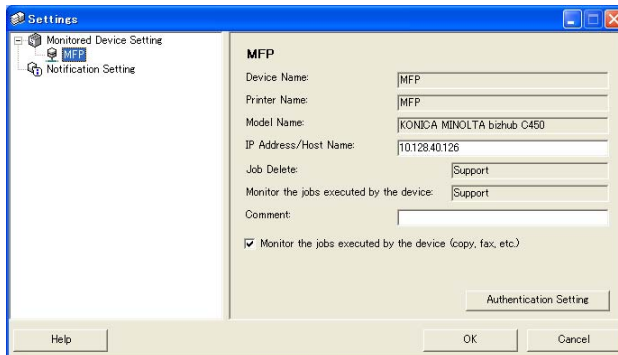 Settings
Monitored Device Setting
MFP
Notification Setting
MFP
Device Name: MFP
Printer Name: MFP
Model Name: KONICA MINOLTA bizhub C450
IP Address/Host Name: 10.128.40.126
Job Delete: Support
Monitor the jobs executed by the device: Support
Comment:
Monitor the jobs executed by the device (copy, fax, etc.)
Authentication Setting
Help OK Cancel